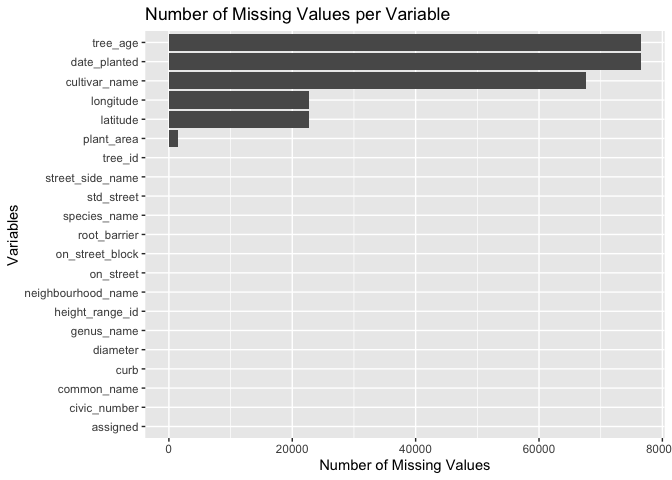 Number of Missing Values per Variable
tree_age
date_planted
cultivar_name
longitude
latitude
plant_area
tree_id
street_side_name
std_street
species_name
root_barrier
on_street_block
on_street
neighbourhood_name
height_range_id
genus_name
diameter
curb
common_name
civic_number
assigned
Variables
0 20000 40000 60000 80000
Number of Missing Values